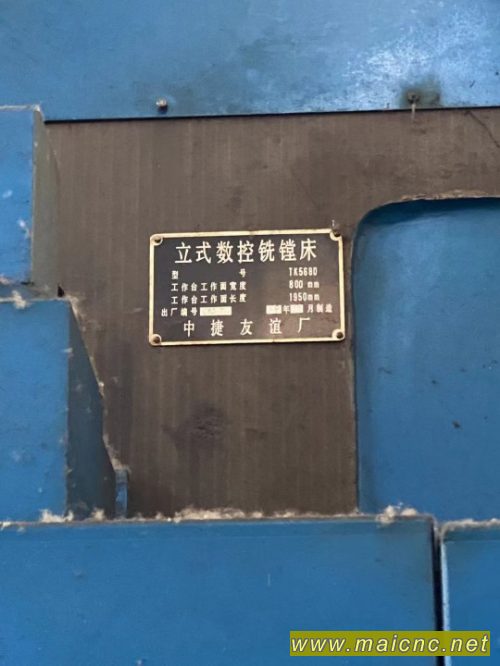 立式数控铣镗床
型 号 TK5680
工作台工作面宽度 800 mm
工作台工作面长度 1950mm
出厂编号 年 月制造
中捷友谊厂
www.maicnc.net